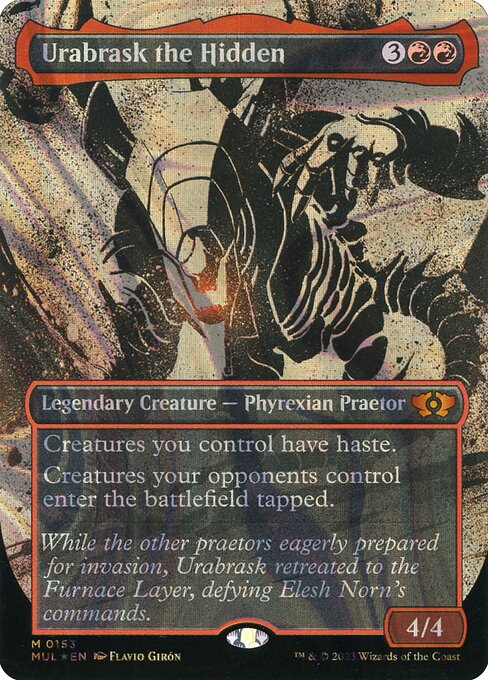 Urabrask the Hidden
3
Legendary Creature — Phyrexian Praetor
Creatures you control have haste.
Creatures your opponents control
enter the battlefield tapped.
While the other praetors eagerly prepared
for invasion, Urabrask retreated to the
Furnace Layer, defying Elesh Norn's
commands.
4/4
M 0153
MUL★EN Flavio Girón
™ & © 2023 Wizards of the Coast